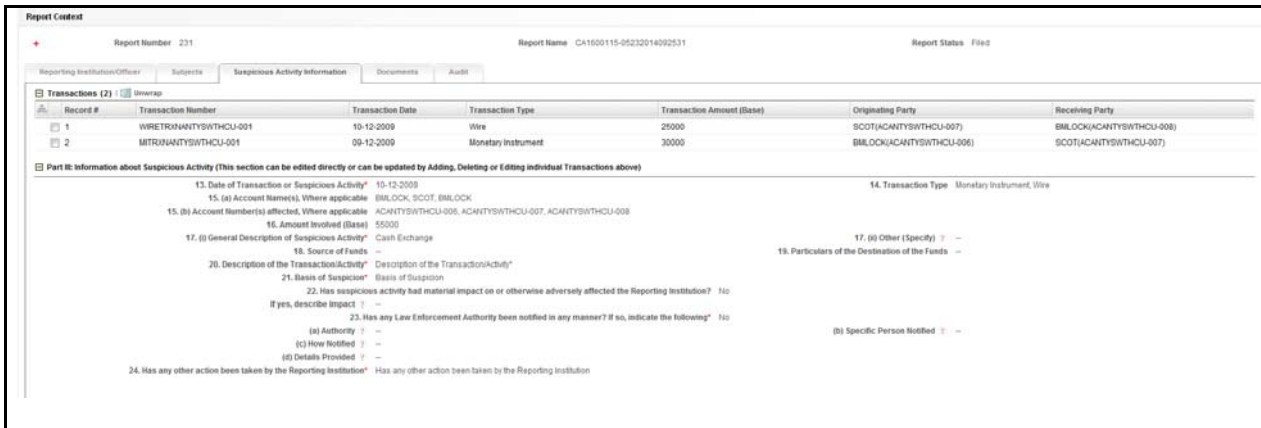 Report Context
+ Report Number 231 Report Name CA1600115-05232014092531 Report Status Filed
Reporting Institution/Officer Subjects Suspicious Activity Information Documents Audit
Transactions (2) | Unwrap
Record # Transaction Number Transaction Date Transaction Type Transaction Amount (Base) Originating Party Receiving Party
1 WIRETRXNANTYSWTHCU-001 10-12-2009 Wire 25000 SCOT(ACANTYSWTHCU-007) BMLOCK(ACANTYSWTHCU-008)
2 MITRXNANTYSWTHCU-001 09-12-2009 Monetary Instrument 30000 BMLOCK(ACANTYSWTHCU-006) SCOT(ACANTYSWTHCU-007)
Part III: Information about Suspicious Activity (This section can be edited directly or can be updated by Adding, Deleting or Editing individual Transactions above)
13. Date of Transaction or Suspicious Activity* 10-12-2009 14. Transaction Type Monetary Instrument, Wire
15. (a) Account Name(s), Where applicable BMLOCK, SCOT, BMLOCK
15. (b) Account Number(s) affected, Where applicable ACANTYSWTHCU-006, ACANTYSWTHCU-007, ACANTYSWTHCU-008
16. Amount Involved (Base) 55000
17. (i) General Description of Suspicious Activity* Cash Exchange 17. (ii) Other (Specify) ? --
18. Source of Funds -- 19. Particulars of the Destination of the Funds --
20. Description of the Transaction/Activity* Description of the Transaction/Activity*
21. Basis of Suspicion* Basis of Suspicion
22. Has suspicious activity had material impact on or otherwise adversely affected the Reporting Institution? No
If yes, describe Impact ? --
23. Has any Law Enforcement Authority been notified in any manner? If so, indicate the following* No
(a) Authority ? -- (b) Specific Person Notified ? --
(c) How Notified ? --
(d) Details Provided ? --
24. Has any other action been taken by the Reporting Institution* Has any other action been taken by the Reporting Institution